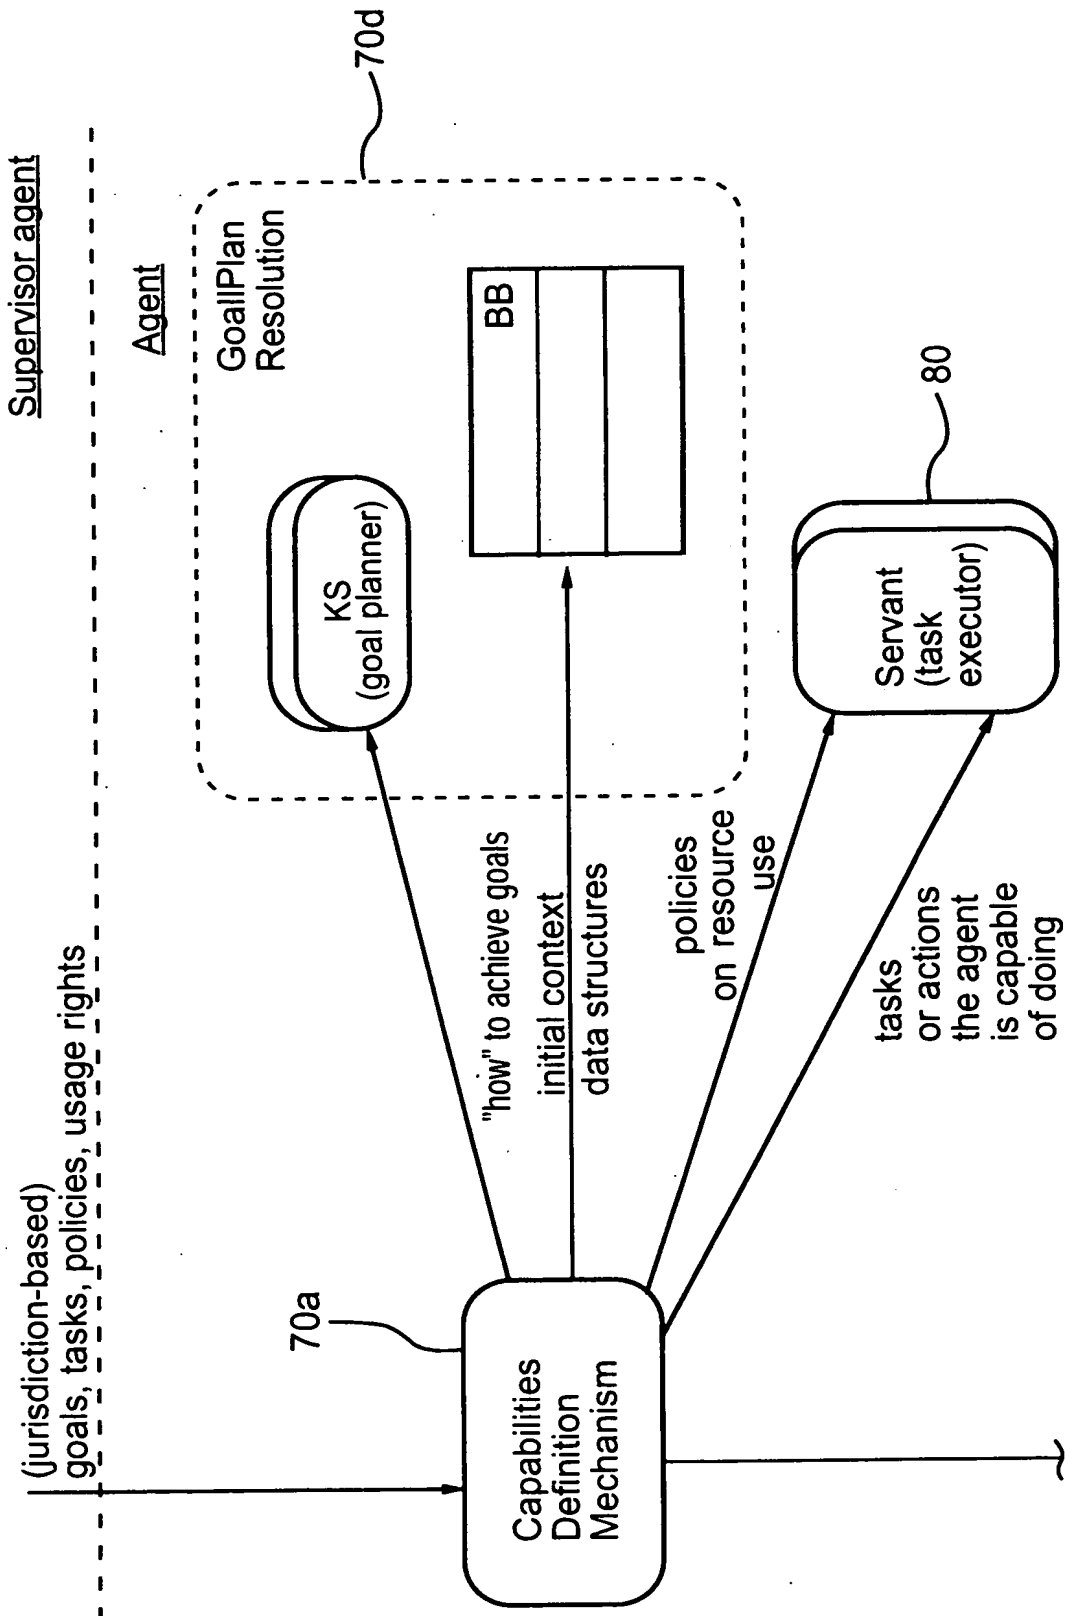 Supervisor agent
(jurisdiction-based)
goals, tasks, policies, usage rights
Agent
GoallPlan
Resolution
70d
KS
(goal planner)
BB
70a
Capabilities
Definition
Mechanism
"how" to achieve goals
initial context
data structures
policies
on resource
use
tasks
or actions
the agent
is capable
of doing
Servant
(task
executor)
80